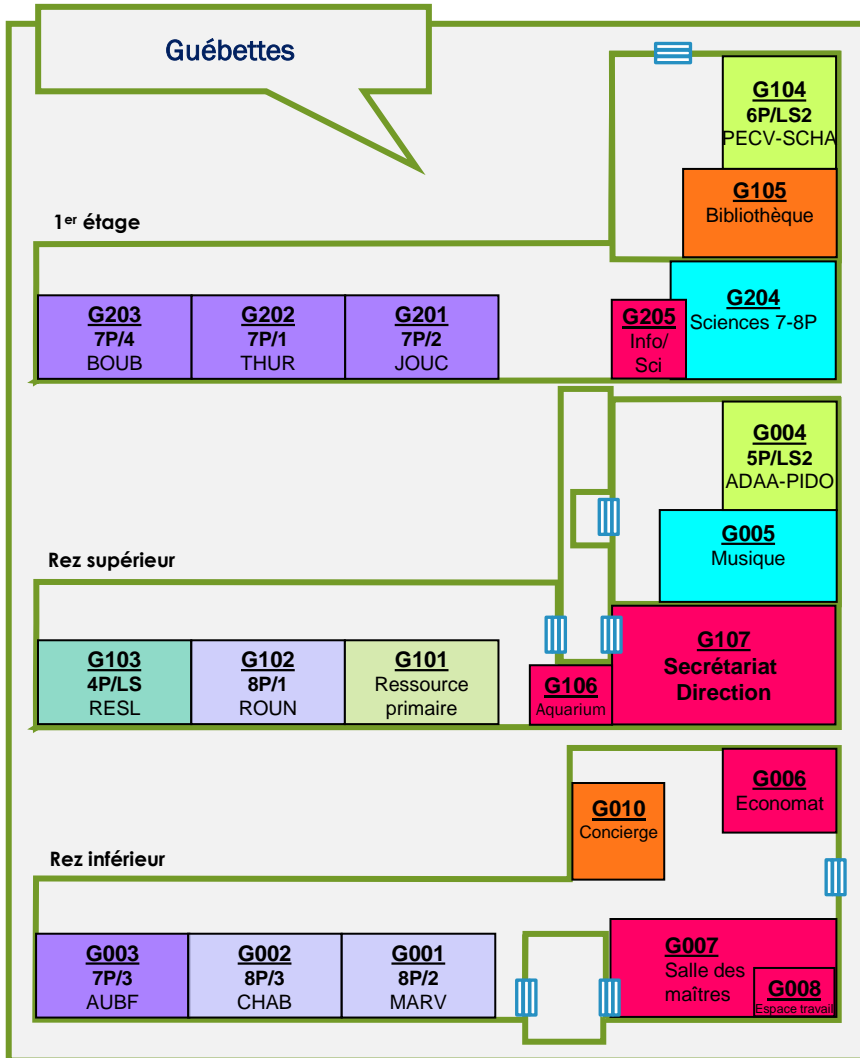 Guébettes
G104
6P/LS2
PECV-SCHA
G105
Bibliothèque
1er étage
G203
7P/4
BOUB
G202
7P/1
THUR
G201
7P/2
JOUC
G205
Info/
Sci
G204
Sciences 7-8P
G004
5P/LS2
ADAA-PIDO
G005
Musique
Rez supérieur
G103
4P/LS
RESL
G102
8P/1
ROUN
G101
Ressource
primaire
G106
Aquarium
G107
Secrétariat
Direction
G006
Economat
G010
Concierge
Rez inférieur
G003
7P/3
AUBF
G002
8P/3
CHAB
G001
8P/2
MARV
G007
Salle des
maîtres
G008
Espace travail